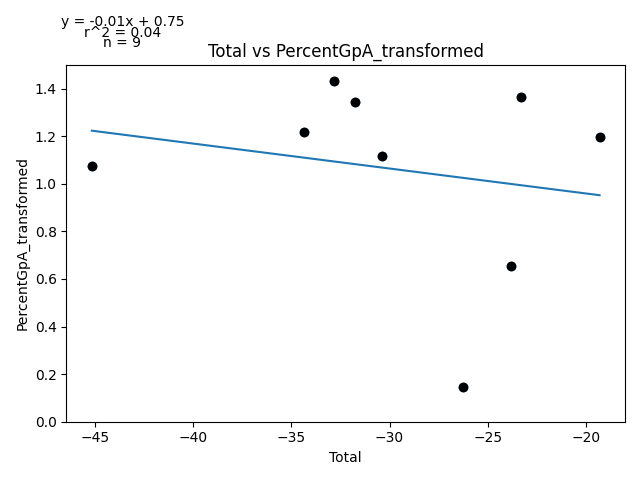 y = -0.01x + 0.75
r^2 = 0.04
n = 9
Total vs PercentGpA_transformed
PercentGpA_transformed
1.4
1.2
1.0
0.8
0.6
0.4
0.2
0.0
−45
−40
−35
−30
−25
−20
Total